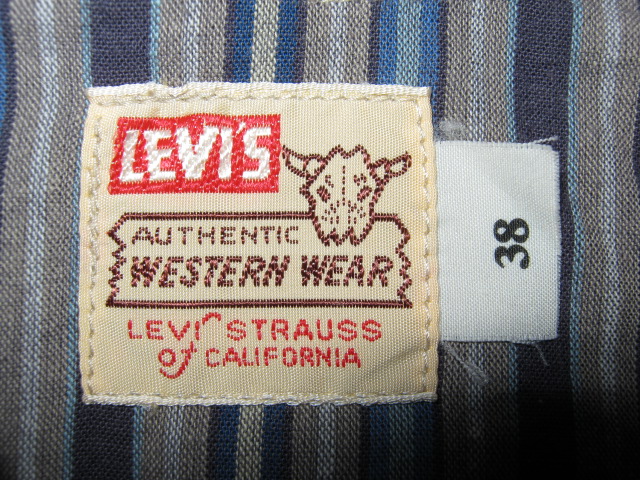 LEVI'S
AUTHENTIC
WESTERN WEAR
LEVI STRAUSS
of CALIFORNIA
38